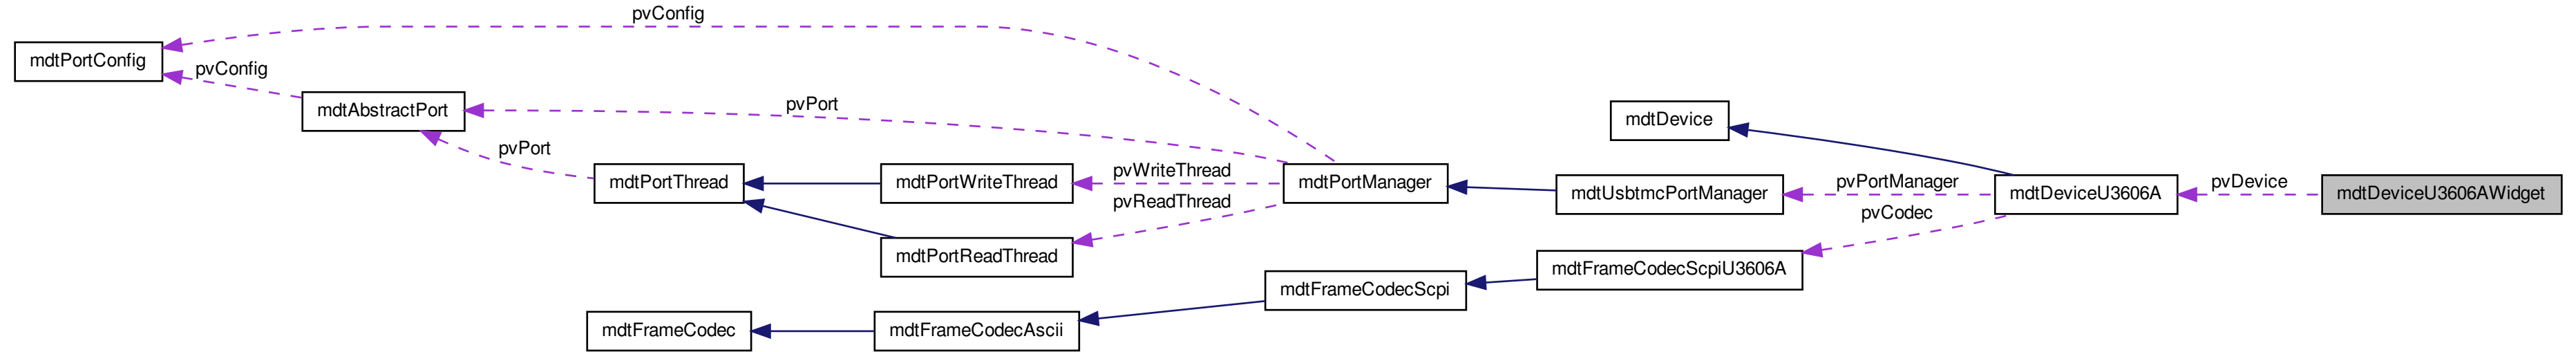 pvConfig
mdtPortConfig
pvConfig
mdtAbstractPort
pvPort
mdtDevice
pvPort
mdtPortThread
mdtPortWriteThread
pvWriteThread
mdtPortManager
pvReadThread
mdtUsbtmcPortManager
pvPortManager
mdtDeviceU3606A
pvDevice
mdtDeviceU3606AWidget
pvCodec
mdtPortReadThread
mdtFrameCodecScpiU3606A
mdtFrameCodecScpi
mdtFrameCodec
mdtFrameCodecAscii